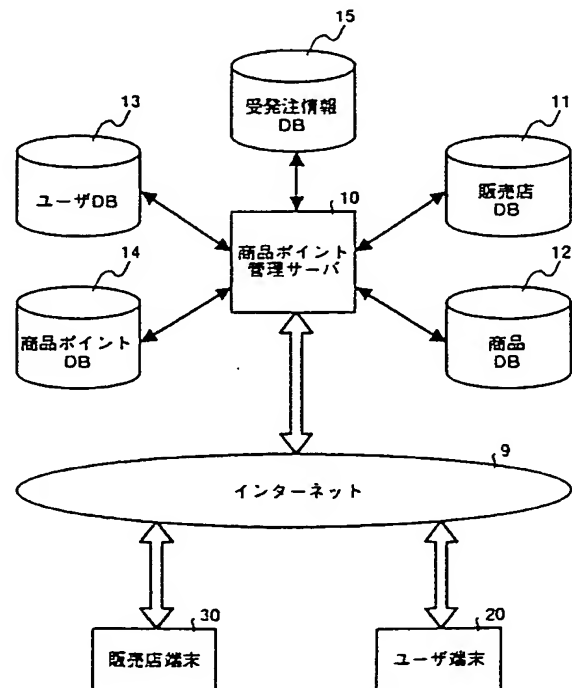 15
受発注情報
DB
13
ユーザDB
11
販売店
DB
10
商品ポイント
管理サーバ
14
商品ポイント
DB
12
商品
DB
9
インターネット
30
販売店端末
20
ユーザ端末